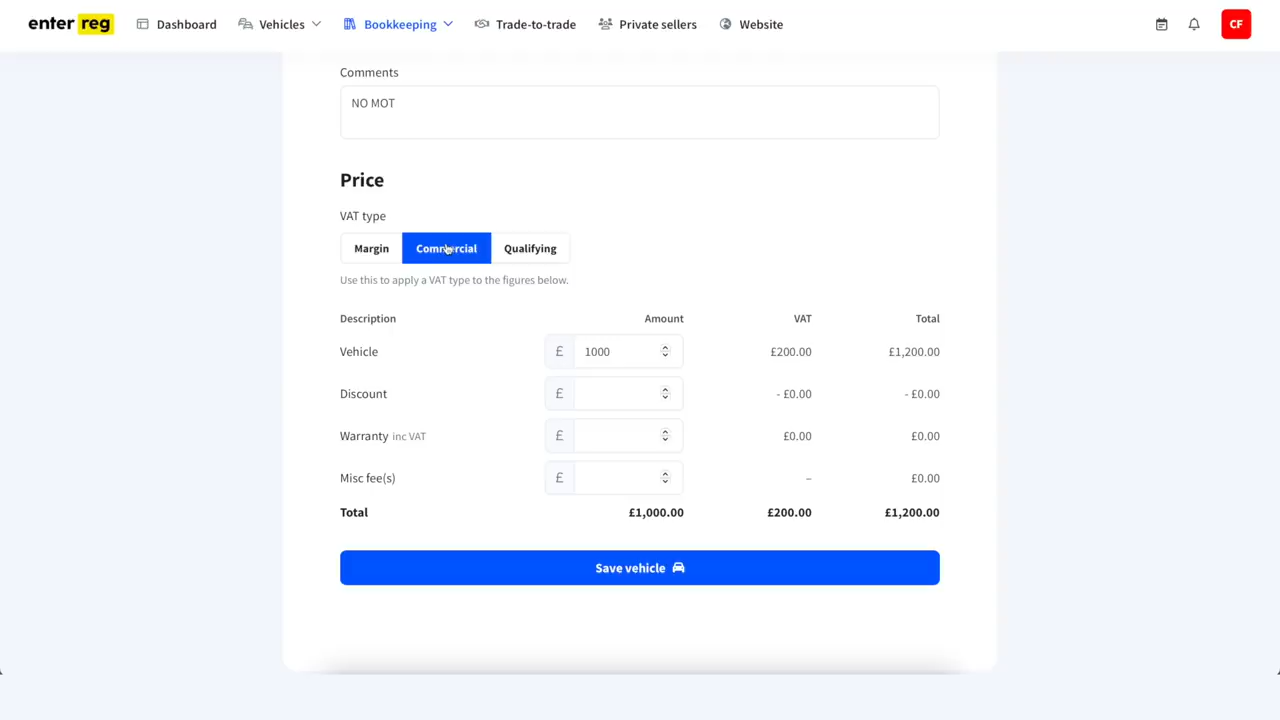 enter reg Dashboard Vehicles Bookkeeping Trade-to-trade Private sellers Website CF
Comments
NO MOT
Price
VAT type
Margin Commercial Qualifying
Use this to apply a VAT type to the figures below.
Description Amount VAT Total
Vehicle £ 1000 £200.00 £1,200.00
Discount £ - £0.00 - £0.00
Warranty inc VAT £ £0.00 £0.00
Misc fee(s) £ – £0.00
Total £1,000.00 £200.00 £1,200.00
Save vehicle